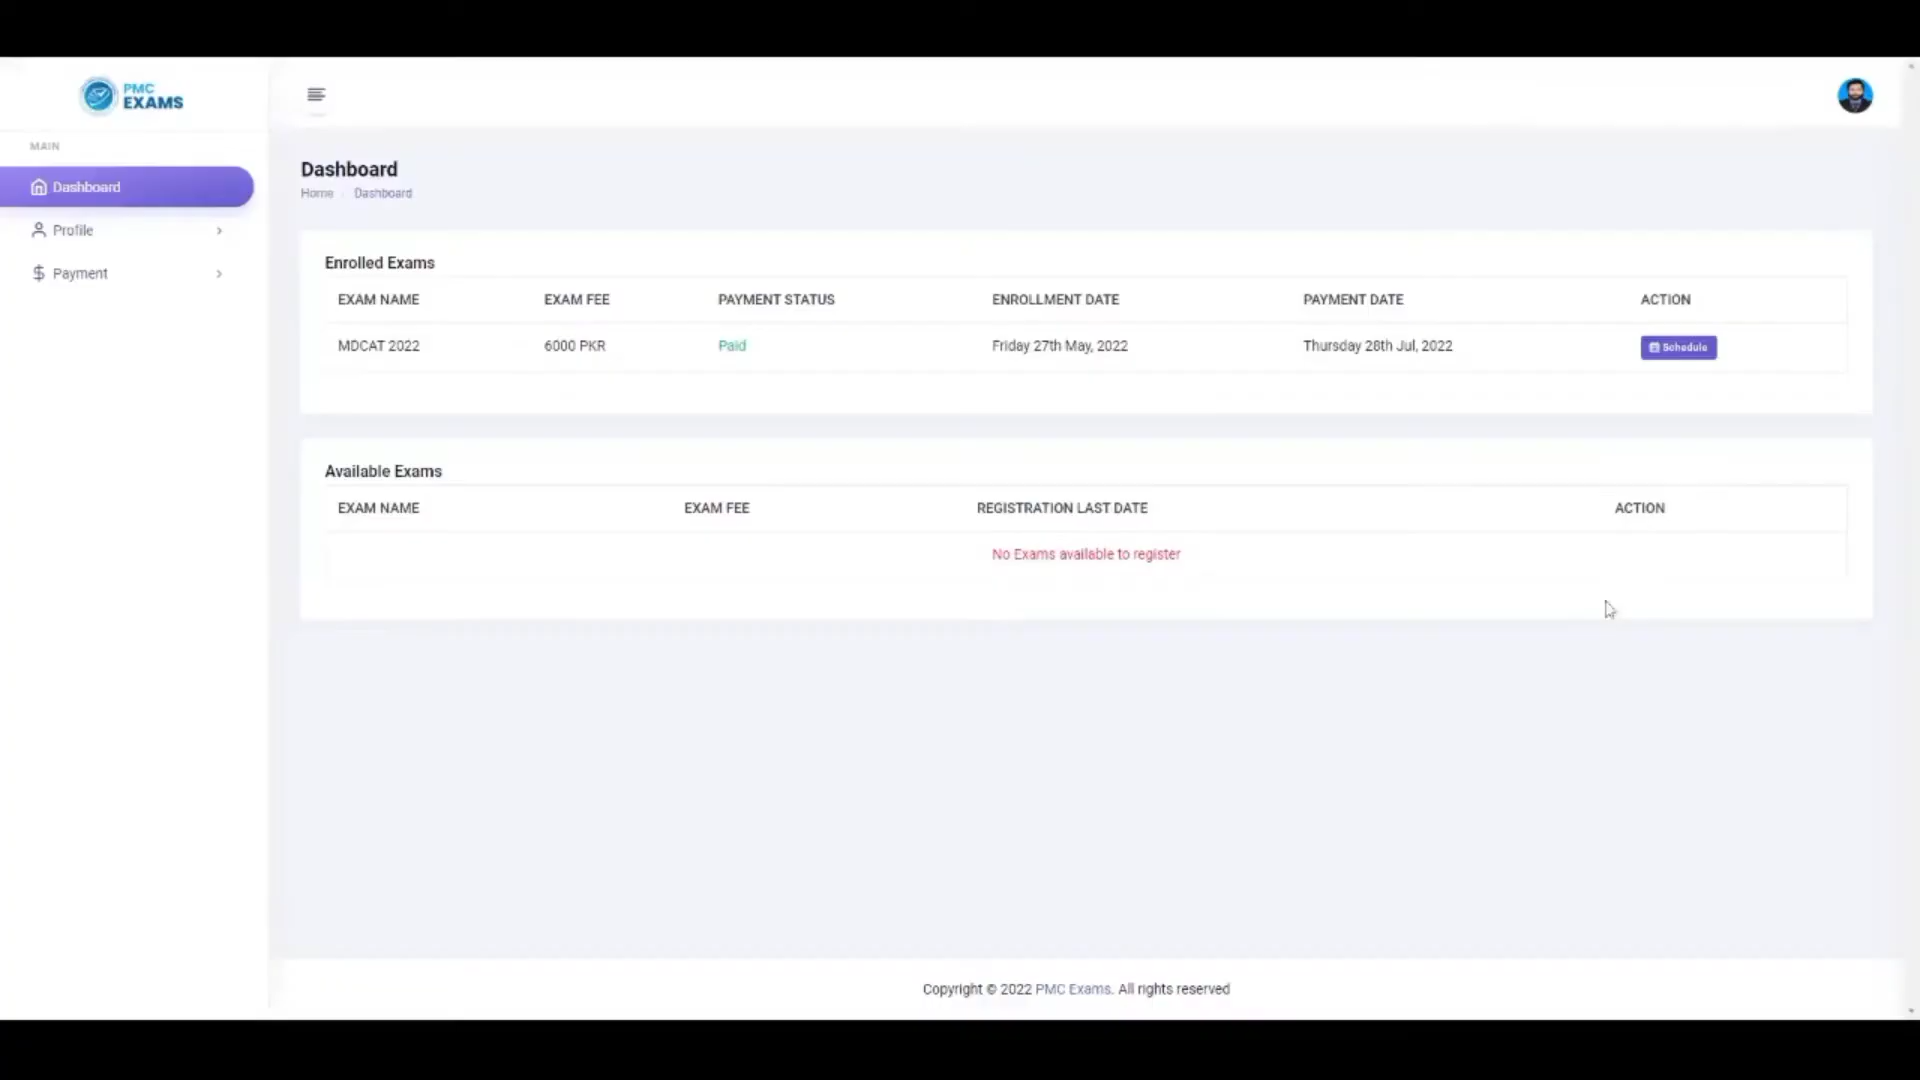 PMC
EXAMS
MAIN
Dashboard
Profile
Payment
Dashboard
Home Dashboard
Enrolled Exams
EXAM NAME EXAM FEE PAYMENT STATUS ENROLLMENT DATE PAYMENT DATE ACTION
MDCAT 2022 6000 PKR Paid Friday 27th May, 2022 Thursday 28th Jul, 2022 Schedule
Available Exams
EXAM NAME EXAM FEE REGISTRATION LAST DATE ACTION
No Exams available to register
Copyright © 2022 PMC Exams. All rights reserved